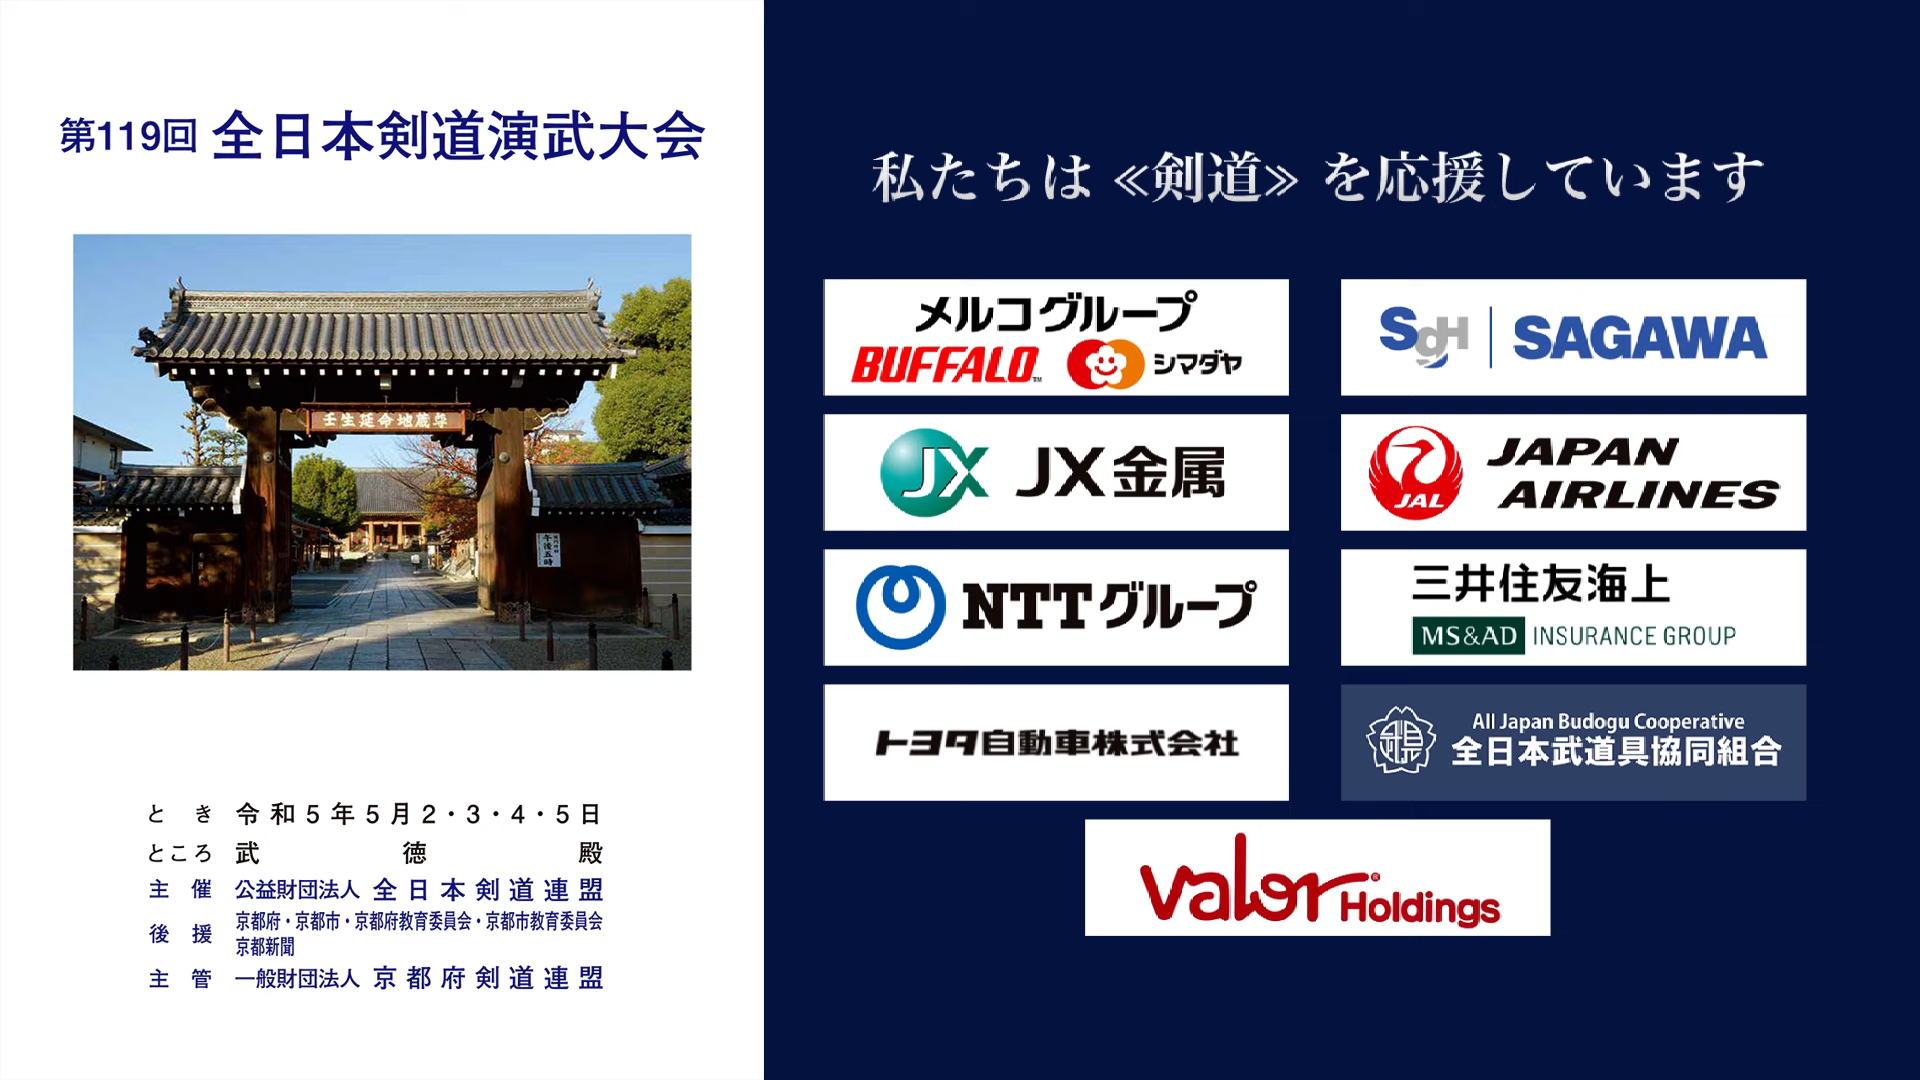 第119回 全日本剣道演武大会
壬生延命地蔵尊
午後五時
とき 令和5年5月2・3・4・5日
ところ 武徳殿
主催 公益財団法人 全日本剣道連盟
後援 京都府・京都市・京都府教育委員会・京都市教育委員会
京都新聞
主管 一般財団法人 京都府剣道連盟
私たちは ≪剣道≫ を応援しています
メルコグループ
BUFFALO™ シマダヤ
SgH SAGAWA
JX JX金属
JAL JAPAN AIRLINES
NTTグループ
三井住友海上
MS&AD INSURANCE GROUP
トヨタ自動車株式会社
All Japan Budogu Cooperative
全日本武道具協同組合
valor® Holdings